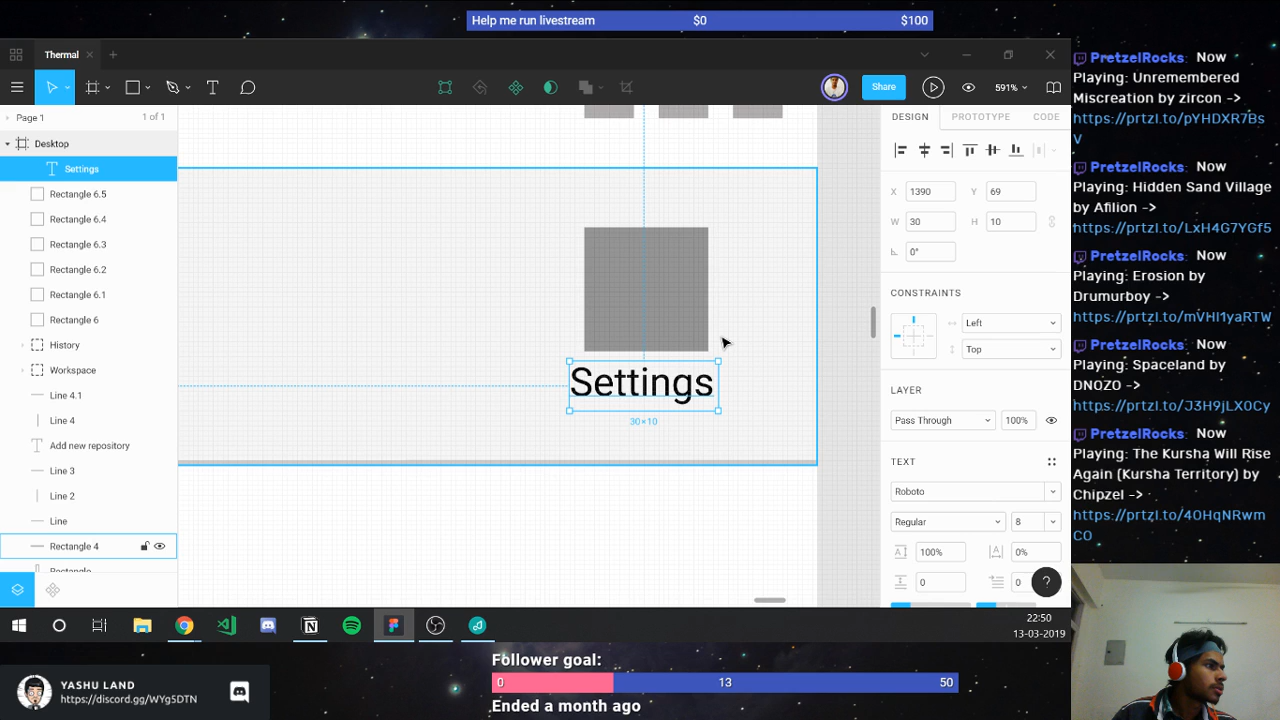 Help me run livestream $0 $100
Thermal
Share
591%
Page 1 1 of 1
Desktop
Settings
Rectangle 6.5
Rectangle 6.4
Rectangle 6.3
Rectangle 6.2
Rectangle 6.1
Rectangle 6
History
Workspace
Line 4.1
Line 4
Add new repository
Line 3
Line 2
Line
Rectangle 4
Rectangle
Settings
30×10
DESIGN PROTOTYPE CODE
X 1390 Y 69
W 30 H 10
0°
CONSTRAINTS
Left
Top
LAYER
Pass Through 100%
TEXT
Roboto
Regular 8
100% 0%
0 0
?
22:50
13-03-2019
PretzelRocks: Now
Playing: Unremembered
Miscreation by zircon ->
https://prtzl.to/pYHDXR7Bs
V
PretzelRocks: Now
Playing: Hidden Sand Village
by Afilion ->
https://prtzl.to/LxH4G7YGf5
PretzelRocks: Now
Playing: Erosion by
Drumurboy ->
https://prtzl.to/mVHI1yaRTW
PretzelRocks: Now
Playing: Spaceland by
DNOZO ->
https://prtzl.to/J3H9jLX0Cy
PretzelRocks: Now
Playing: The Kursha Will Rise
Again (Kursha Territory) by
Chipzel ->
https://prtzl.to/4OHqNRwm
CO
YASHU LAND
https://discord.gg/WYg5DTN
Follower goal:
0 13 50
Ended a month ago